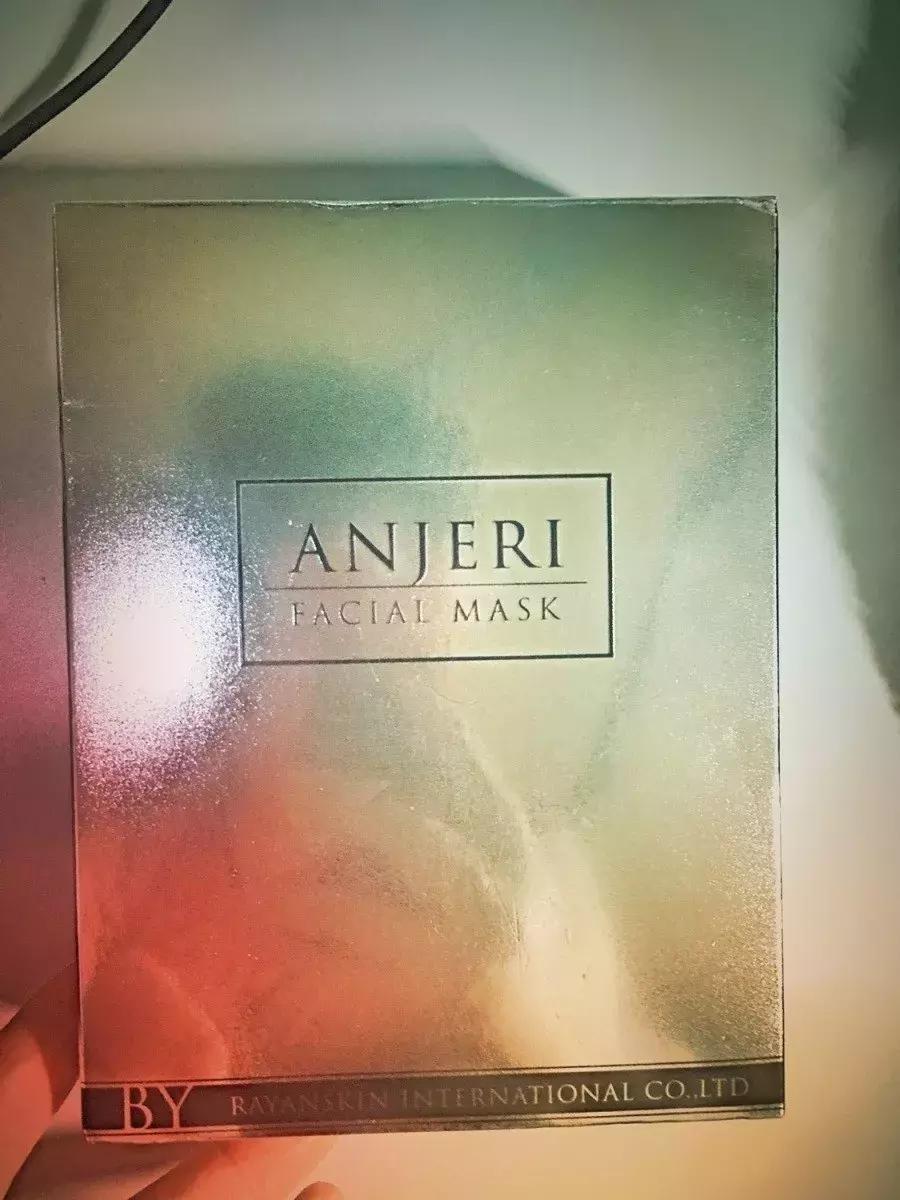 ANJERI
FACIAL MASK
BY RAYANSKIN INTERNATIONAL CO.,LTD